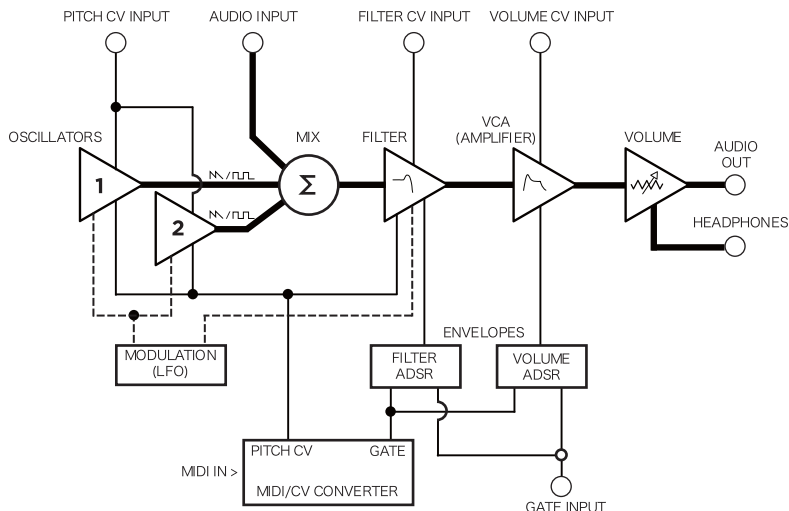 PITCH CV INPUT
AUDIO INPUT
FILTER CV INPUT
VOLUME CV INPUT
OSCILLATORS
MIX
FILTER
VCA
(AMPLIFIER)
VOLUME
AUDIO
OUT
1
Σ
2
HEADPHONES
ENVELOPES
MODULATION
(LFO)
FILTER
ADSR
VOLUME
ADSR
PITCH CV
GATE
MIDI IN >
MIDI/CV CONVERTER
GATE INPUT